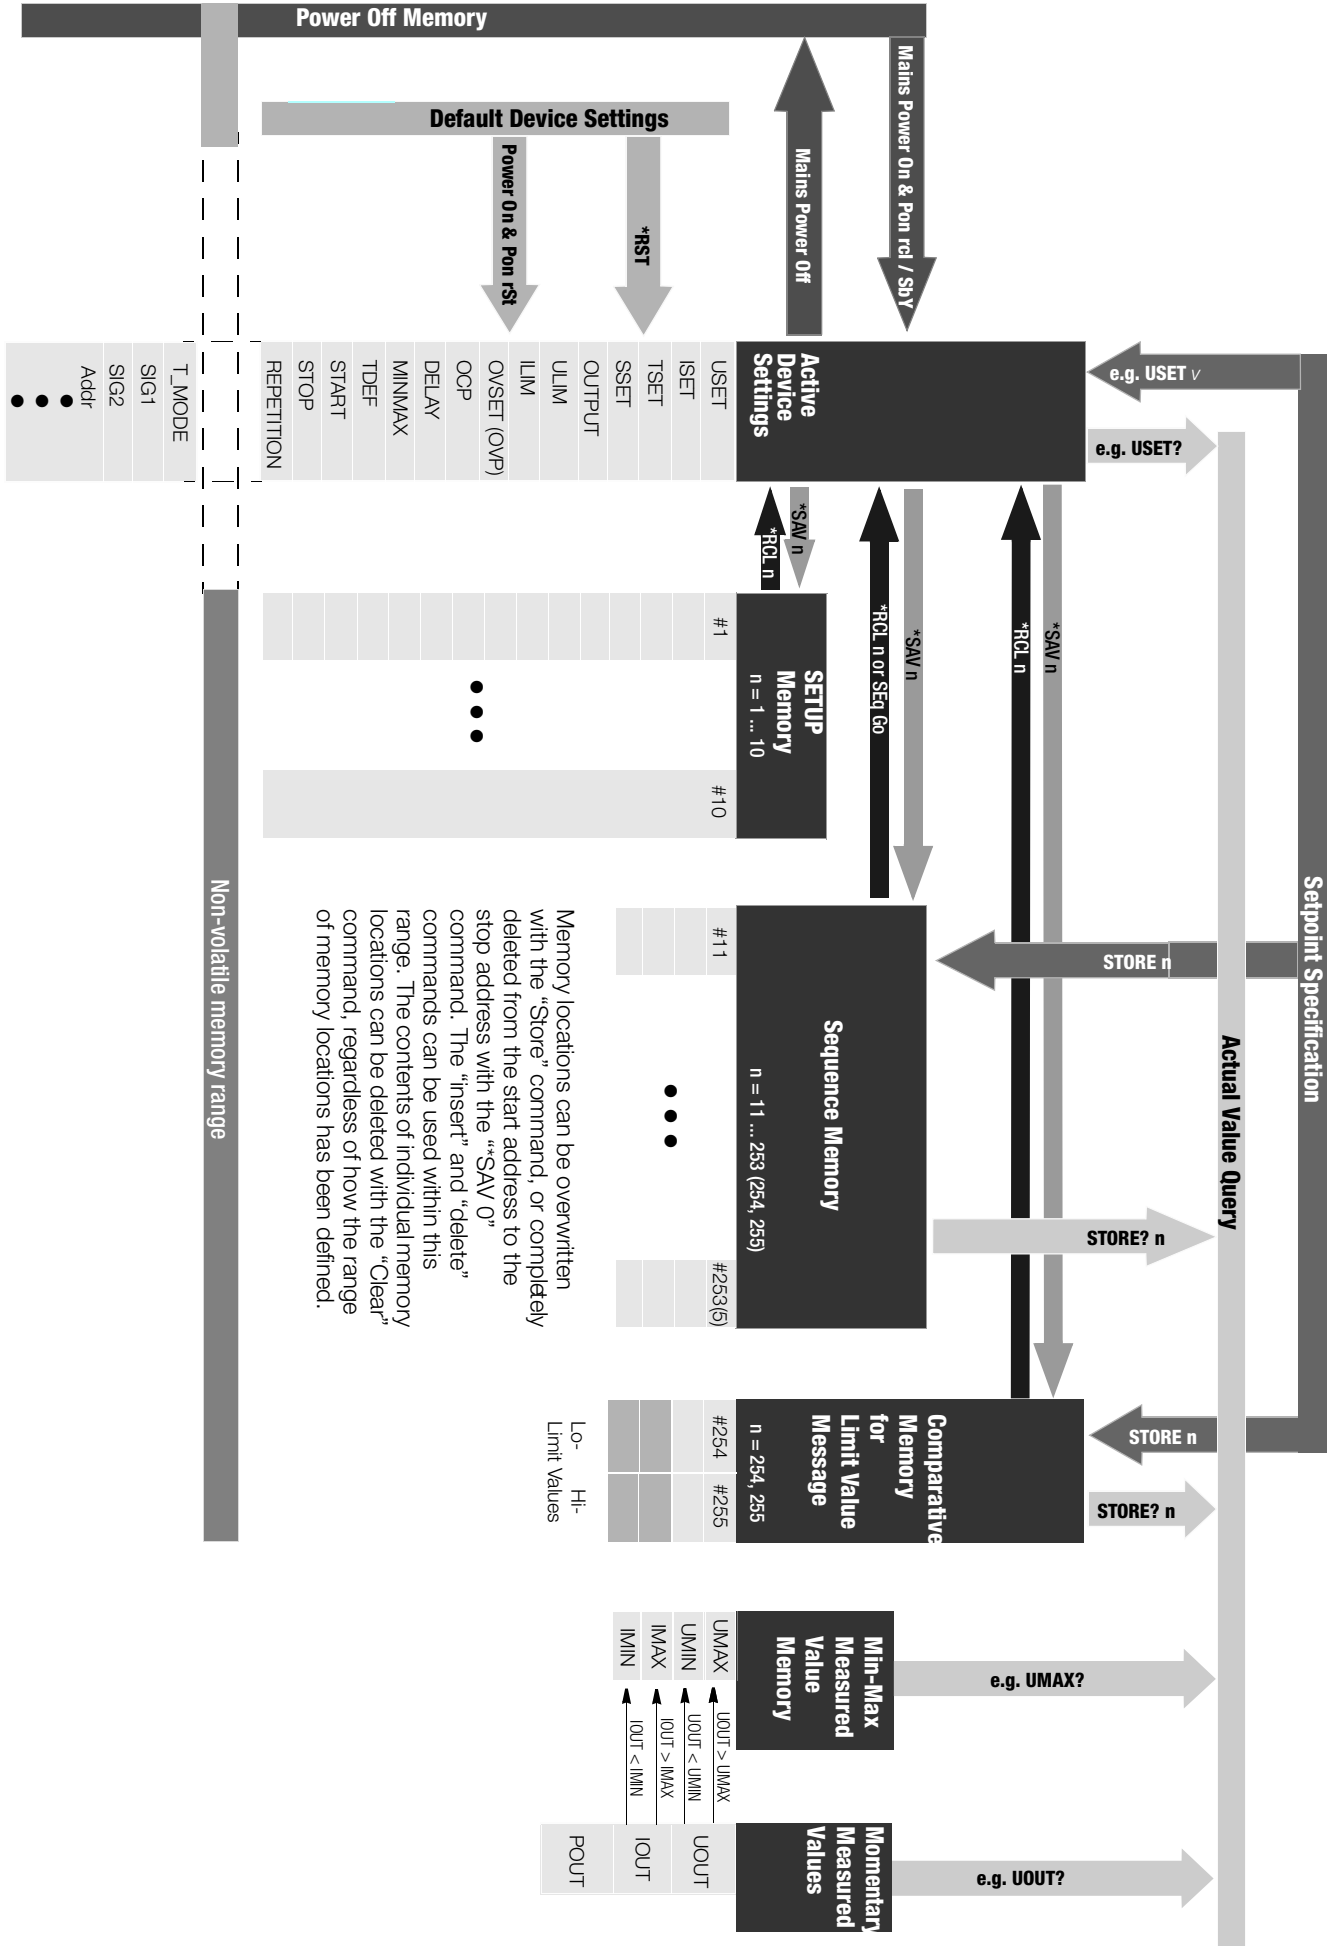 Setpoint Specification
Actual Value Query
e.g. USET v
e.g. USET?
STORE n
STORE? n
STORE n
STORE? n
e.g. UMAX?
e.g. UOUT?
*SAV n
*RCL n
*SAV n
*RCL n or SEq Go
*SAV n
*RCL n
Power Off Memory
Mains Power On & Pon rcl / SbY
Mains Power Off
Default Device Settings
*RST
Power On & Pon rSt
Active
Device
Settings
USET
ISET
TSET
SSET
OUTPUT
ULIM
ILIM
OVSET (OVP)
OCP
DELAY
MINMAX
TDEF
START
STOP
REPETITION
T_MODE
SIG1
SIG2
Addr
SETUP
Memory
n = 1 ... 10
#1
#10
Sequence Memory
n = 11 ... 253 (254, 255)
#11
#253(5)
Memory locations can be overwritten
with the “Store” command, or completely
deleted from the start address to the
stop address with the “*SAV 0”
command. The “insert” and “delete”
commands can be used within this
range. The contents of individual memory
locations can be deleted with the “Clear”
command, regardless of how the range
of memory locations has been defined.
Non-volatile memory range
Comparative
Memory
for
Limit Value
Message
n = 254, 255
#254
#255
Lo- Hi-
Limit Values
Min-Max
Measured
Value
Memory
UMAX
UMIN
IMAX
IMIN
UOUT > UMAX
UOUT < UMIN
IOUT > IMAX
IOUT < IMIN
Momentary
Measured
Values
UOUT
IOUT
POUT